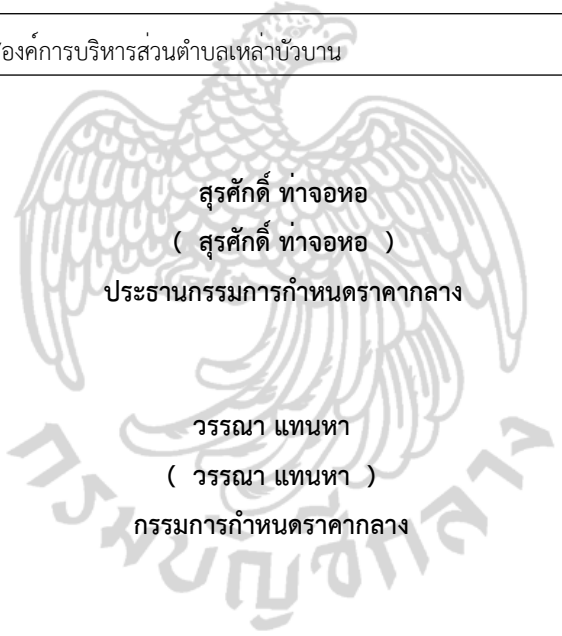 องค์การบริหารส่วนตำบลเหล่าบัวบาน
สุรศักดิ์ ท่าจอหอ
( สุรศักดิ์ ท่าจอหอ )
ประธานกรรมการกำหนดราคากลาง
วรรณา แทนหา
( วรรณา แทนหา )
กรรมการกำหนดราคากลาง
กรมบัญชีกลาง